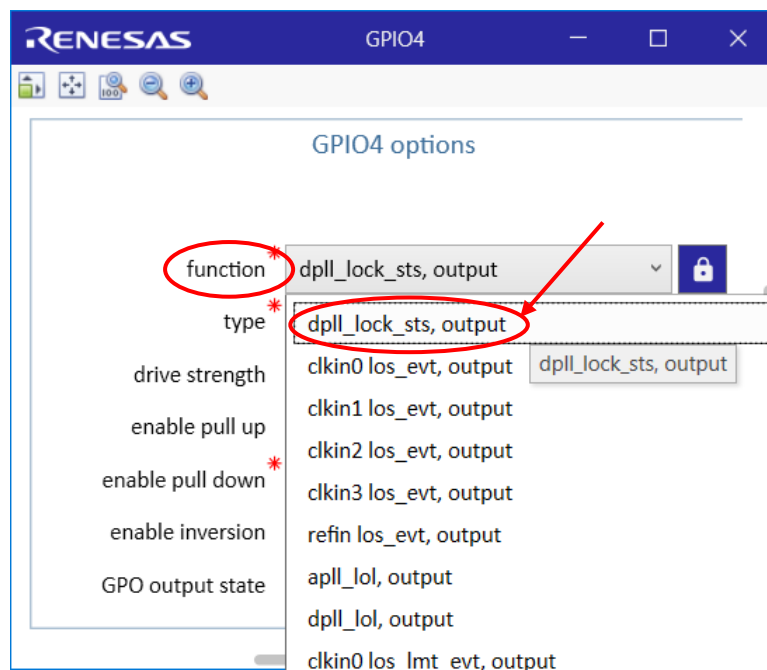 RENESAS GPIO4
100
GPIO4 options
function * dpll_lock_sts, output
type * dpll_lock_sts, output
dpll_lock_sts, output
drive strength clkin0 los_evt, output
clkin1 los_evt, output
enable pull up
clkin2 los_evt, output
enable pull down *
clkin3 los_evt, output
enable inversion refin los_evt, output
GPO output state apll_lol, output
dpll_lol, output
clkin0 los_lmt_evt, output